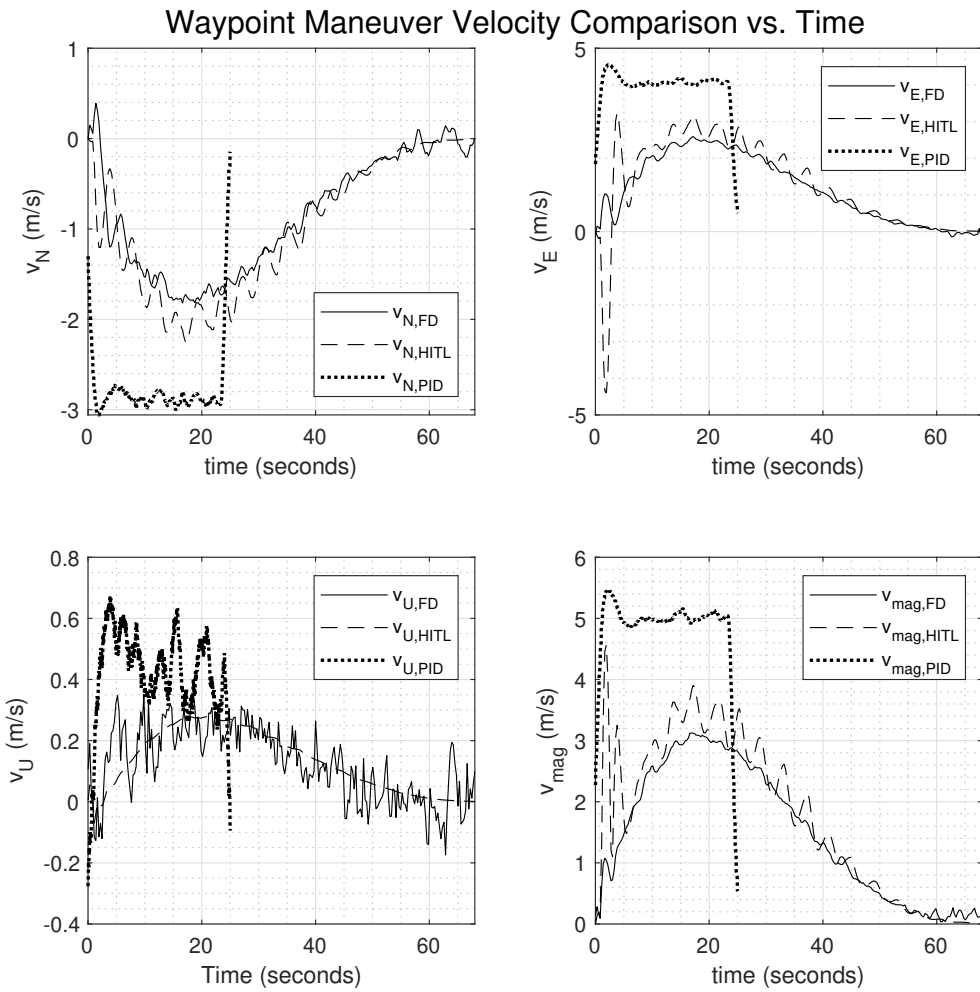 Waypoint Maneuver Velocity Comparison vs. Time
1
0
-1
-2
-3
v_N (m/s)
0 20 40 60
time (seconds)
v_N,FD
v_N,HITL
v_N,PID
5
0
-5
v_E (m/s)
0 20 40 60
time (seconds)
v_E,FD
v_E,HITL
v_E,PID
0.8
0.6
0.4
0.2
0
-0.2
-0.4
v_U (m/s)
0 20 40 60
Time (seconds)
v_U,FD
v_U,HITL
v_U,PID
6
5
4
3
2
1
0
v_mag (m/s)
0 20 40 60
time (seconds)
v_mag,FD
v_mag,HITL
v_mag,PID